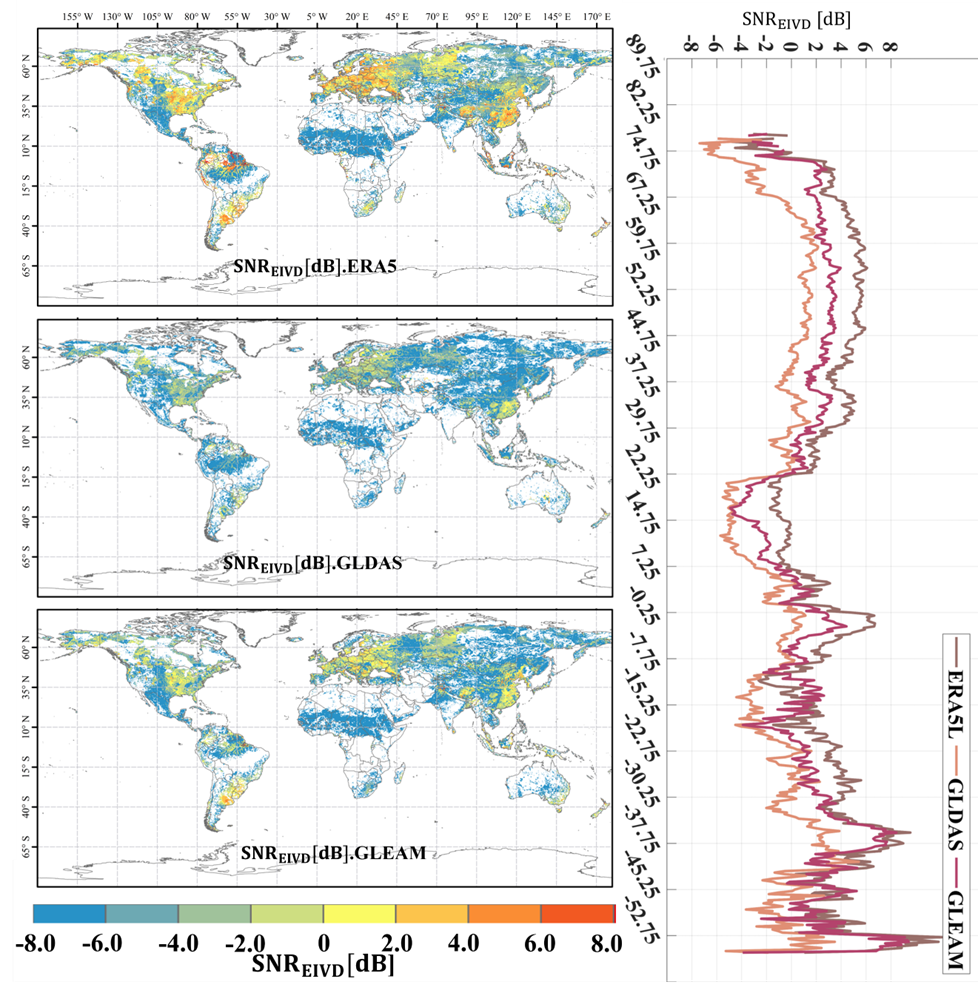 155° W 130° W 105° W 80° W 55° W 30° W 5° W 20° E 45° E 70° E 95° E 120° E 145° E 170° E
60° N
35° N
10° N
15° S
40° S
65° S
SNR_EIVD[dB].ERA5
60° N
35° N
10° N
15° S
40° S
65° S
SNR_EIVD[dB].GLDAS
60° N
35° N
10° N
15° S
40° S
65° S
SNR_EIVD[dB].GLEAM
-8.0 -6.0 -4.0 -2.0 0 2.0 4.0 6.0 8.0
SNR_EIVD[dB]
SNR_EIVD [dB]
-8 -6 -4 -2 0 2 4 6 8
89.75
82.25
74.75
67.25
59.75
52.25
44.75
37.25
29.75
22.25
14.75
7.25
-0.25
-7.75
-15.25
-22.75
-30.25
-37.75
-45.25
-52.75
ERA5L GLDAS GLEAM